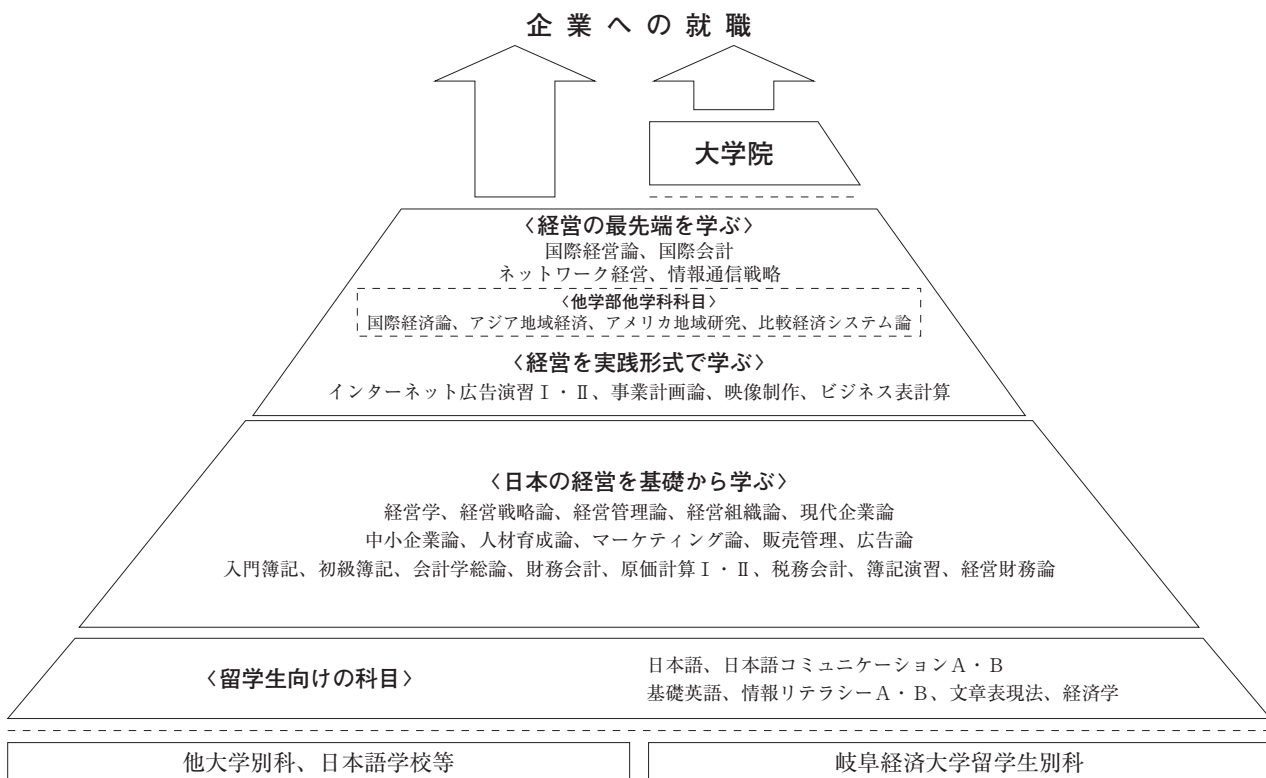 企業への就職
大学院
〈経営の最先端を学ぶ〉
国際経営論、国際会計
ネットワーク経営、情報通信戦略
〈他学部他学科科目〉
国際経済論、アジア地域経済、アメリカ地域研究、比較経済システム論
〈経営を実践形式で学ぶ〉
インターネット広告演習Ⅰ・Ⅱ、事業計画論、映像制作、ビジネス表計算
〈日本の経営を基礎から学ぶ〉
経営学、経営戦略論、経営管理論、経営組織論、現代企業論
中小企業論、人材育成論、マーケティング論、販売管理、広告論
入門簿記、初級簿記、会計学総論、財務会計、原価計算Ⅰ・Ⅱ、税務会計、簿記演習、経営財務論
〈留学生向けの科目〉
日本語、日本語コミュニケーションＡ・Ｂ
基礎英語、情報リテラシーＡ・Ｂ、文章表現法、経済学
他大学別科、日本語学校等
岐阜経済大学留学生別科